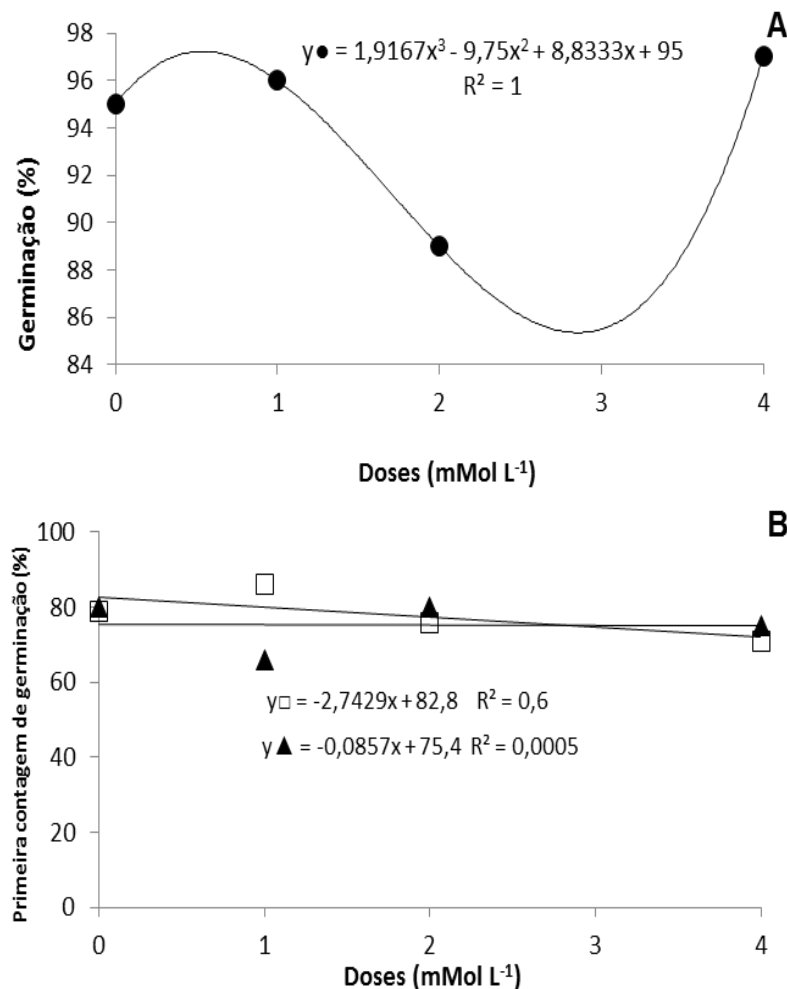 A
98
y● = 1,9167x³ - 9,75x² + 8,8333x + 95
R² = 1
96
94
92
90
88
86
84
Germinação (%)
0 1 2 3 4
Doses (mMol L⁻¹)
B
100
80
60
40
20
0
Primeira contagem de germinação (%)
y□ = -2,7429x + 82,8 R² = 0,6
y▲ = -0,0857x + 75,4 R² = 0,0005
0 1 2 3 4
Doses (mMol L⁻¹)